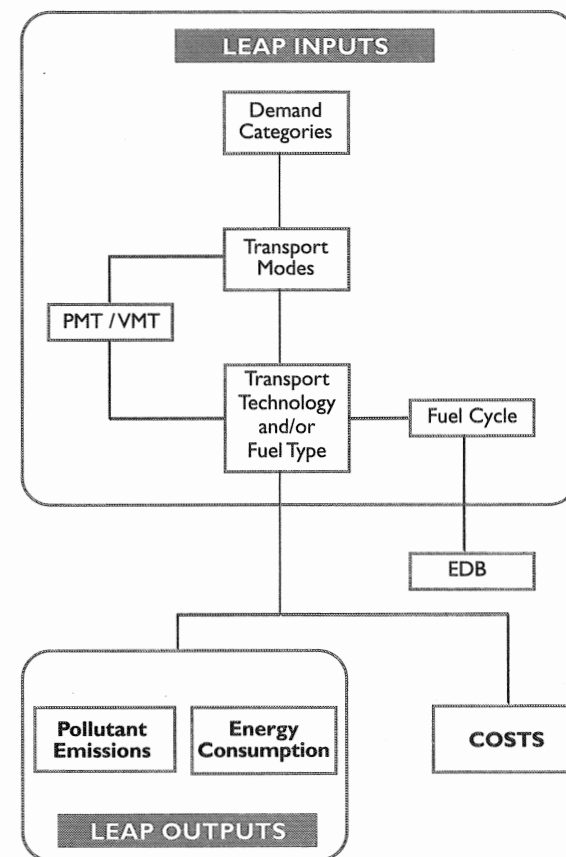 LEAP INPUTS
Demand
Categories
Transport
Modes
PMT / VMT
Transport
Technology
and/or
Fuel Type
Fuel Cycle
EDB
Pollutant
Emissions
Energy
Consumption
COSTS
LEAP OUTPUTS